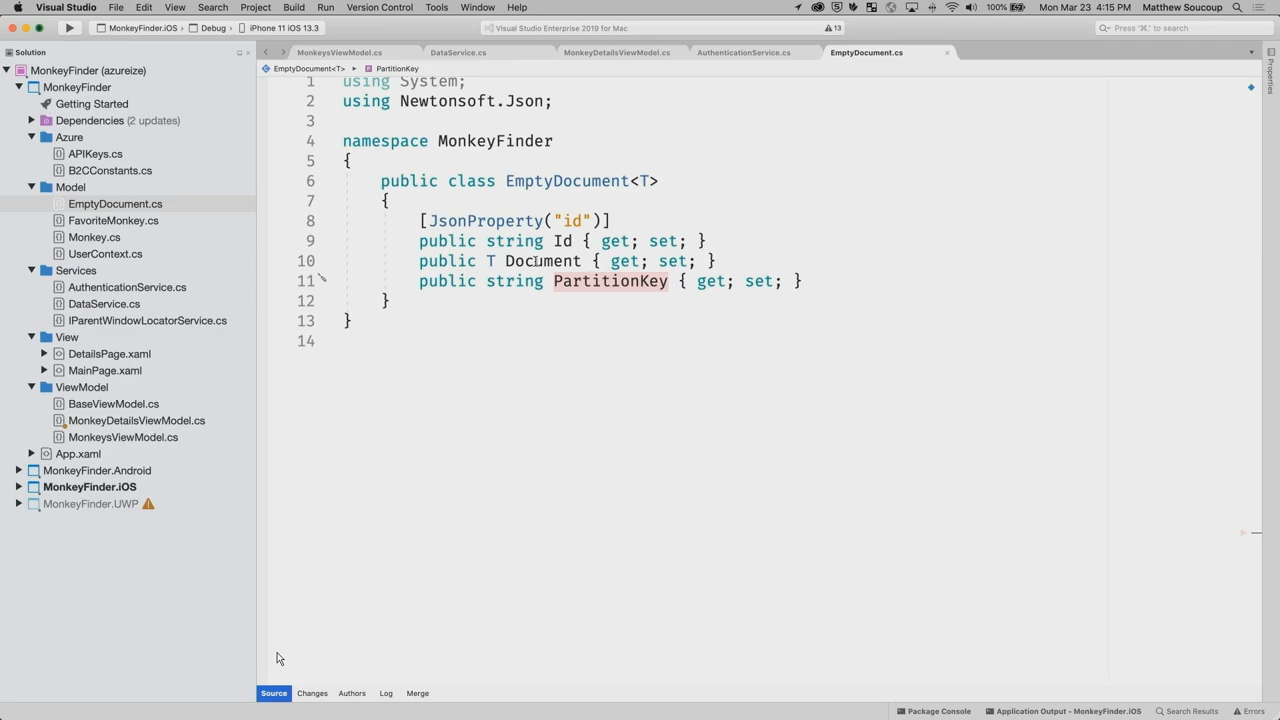 Visual Studio File Edit View Search Project Build Run Version Control Tools Window Help 100% Mon Mar 23 4:15 PM Matthew Soucoup
MonkeyFinder.iOS Debug iPhone 11 iOS 13.3 Visual Studio Enterprise 2019 for Mac 13 Press '⌘.' to search
Solution
MonkeysViewModel.cs DataService.cs MonkeyDetailsViewModel.cs AuthenticationService.cs EmptyDocument.cs
EmptyDocument<T> PartitionKey
Properties
MonkeyFinder (azureize)
MonkeyFinder
Getting Started
Dependencies (2 updates)
Azure
APIKeys.cs
B2CConstants.cs
Model
EmptyDocument.cs
FavoriteMonkey.cs
Monkey.cs
UserContext.cs
Services
AuthenticationService.cs
DataService.cs
IParentWindowLocatorService.cs
View
DetailsPage.xaml
MainPage.xaml
ViewModel
BaseViewModel.cs
MonkeyDetailsViewModel.cs
MonkeysViewModel.cs
App.xaml
MonkeyFinder.Android
MonkeyFinder.iOS
MonkeyFinder.UWP
1 using System;
2 using Newtonsoft.Json;
3
4 namespace MonkeyFinder
5 {
6 public class EmptyDocument<T>
7 {
8 [JsonProperty("id")]
9 public string Id { get; set; }
10 public T Document { get; set; }
11 public string PartitionKey { get; set; }
12 }
13 }
14
Source Changes Authors Log Merge
Package Console Application Output - MonkeyFinder.iOS Search Results Errors